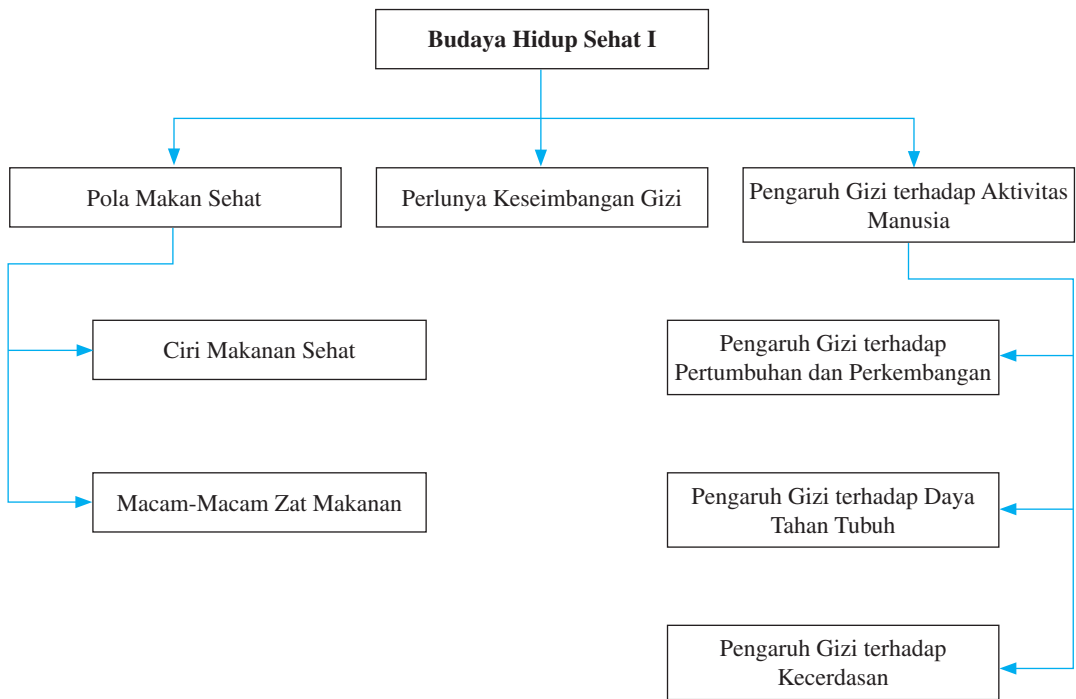 Budaya Hidup Sehat I
Pola Makan Sehat
Perlunya Keseimbangan Gizi
Pengaruh Gizi terhadap Aktivitas
Manusia
Ciri Makanan Sehat
Macam-Macam Zat Makanan
Pengaruh Gizi terhadap
Pertumbuhan dan Perkembangan
Pengaruh Gizi terhadap Daya
Tahan Tubuh
Pengaruh Gizi terhadap
Kecerdasan